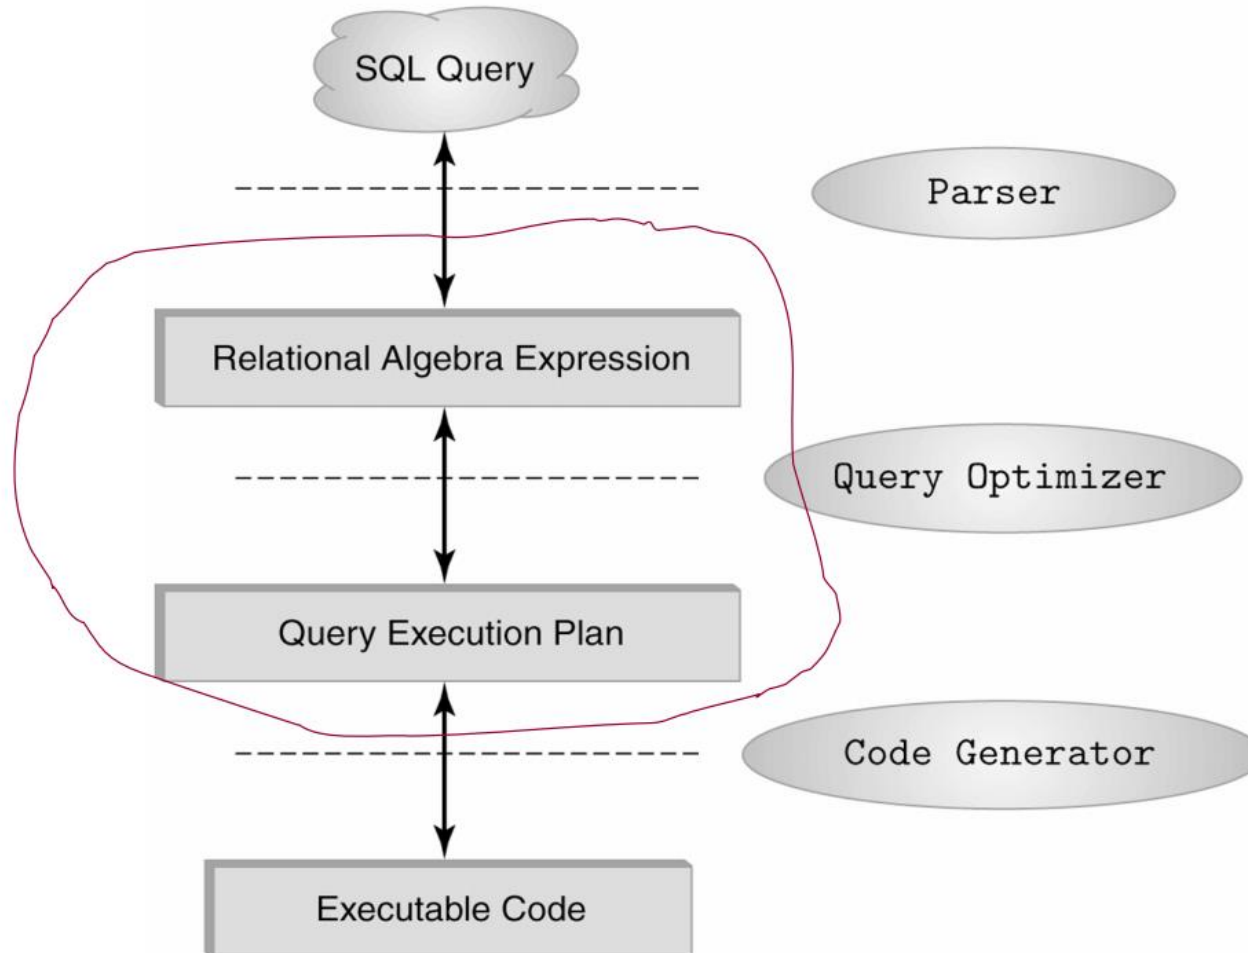 SQL Query
Parser
Relational Algebra Expression
Query Optimizer
Query Execution Plan
Code Generator
Executable Code